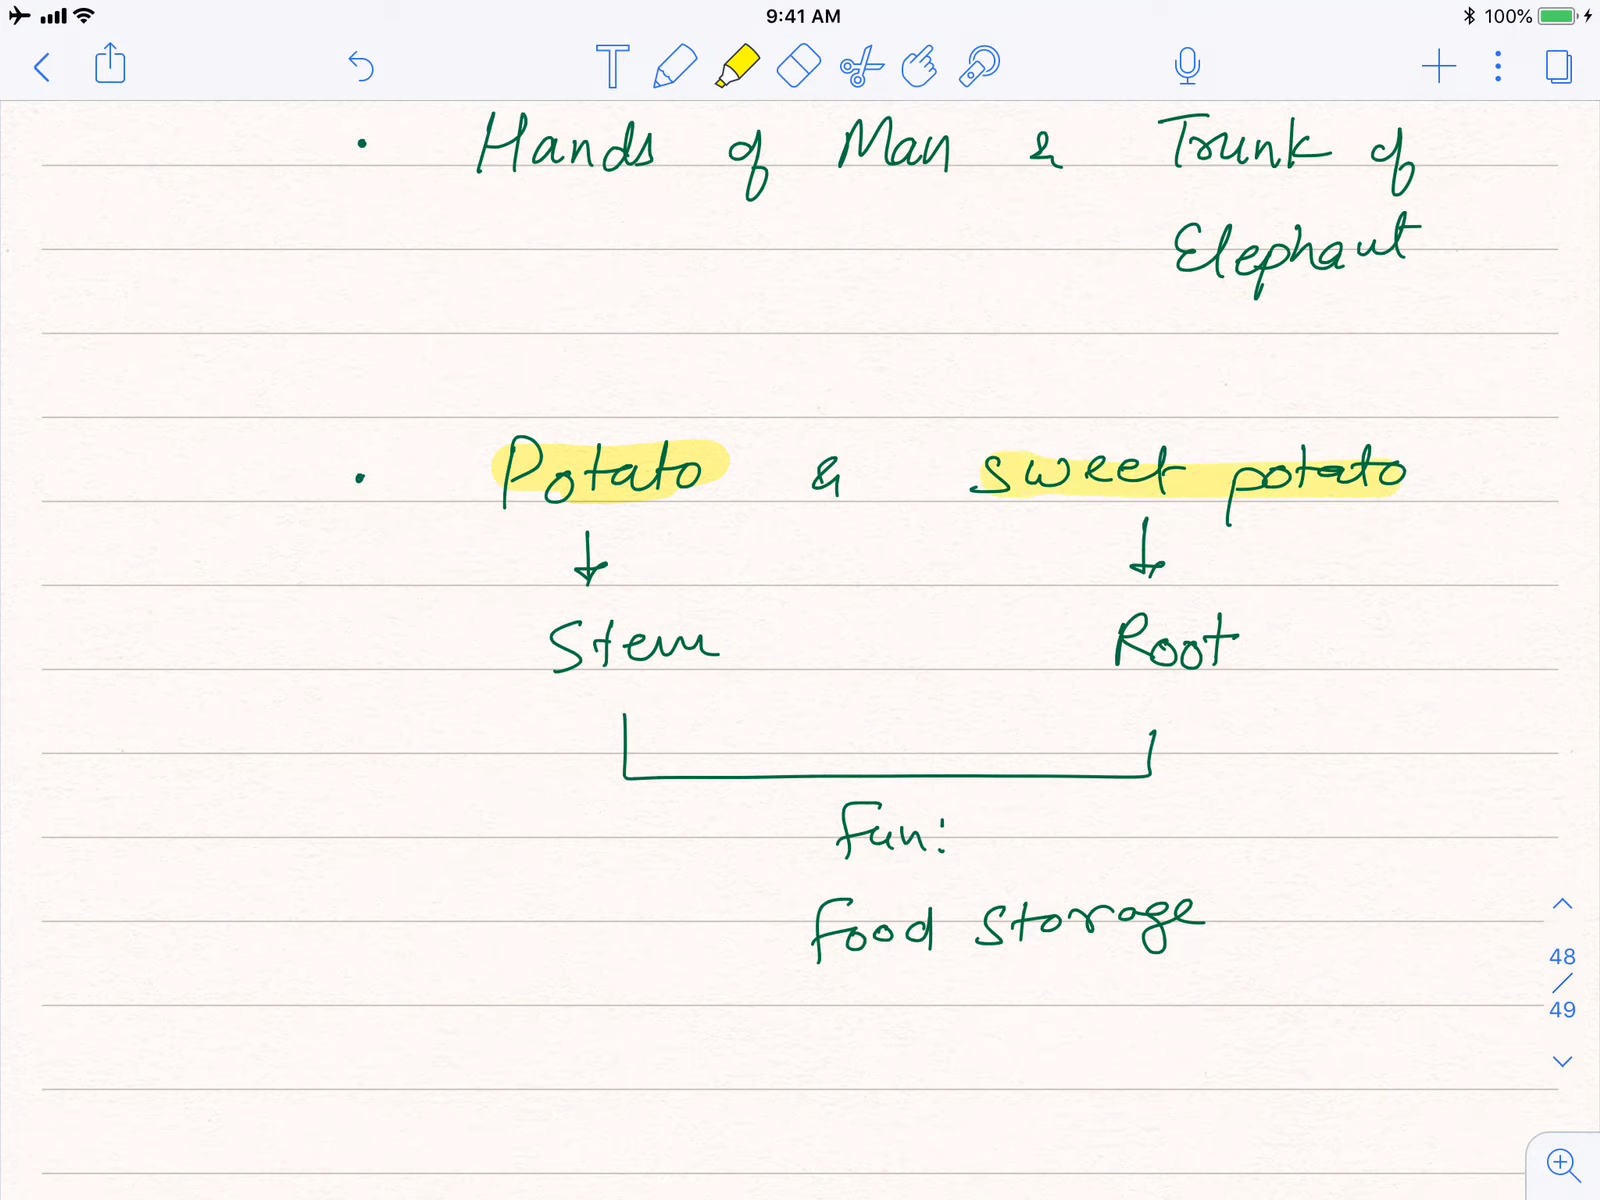 9:41 AM
100%
T
• Hands of Man & Trunk of
Elephant
• Potato & sweet potato
Stem Root
Fun:
Food Storage
48
49